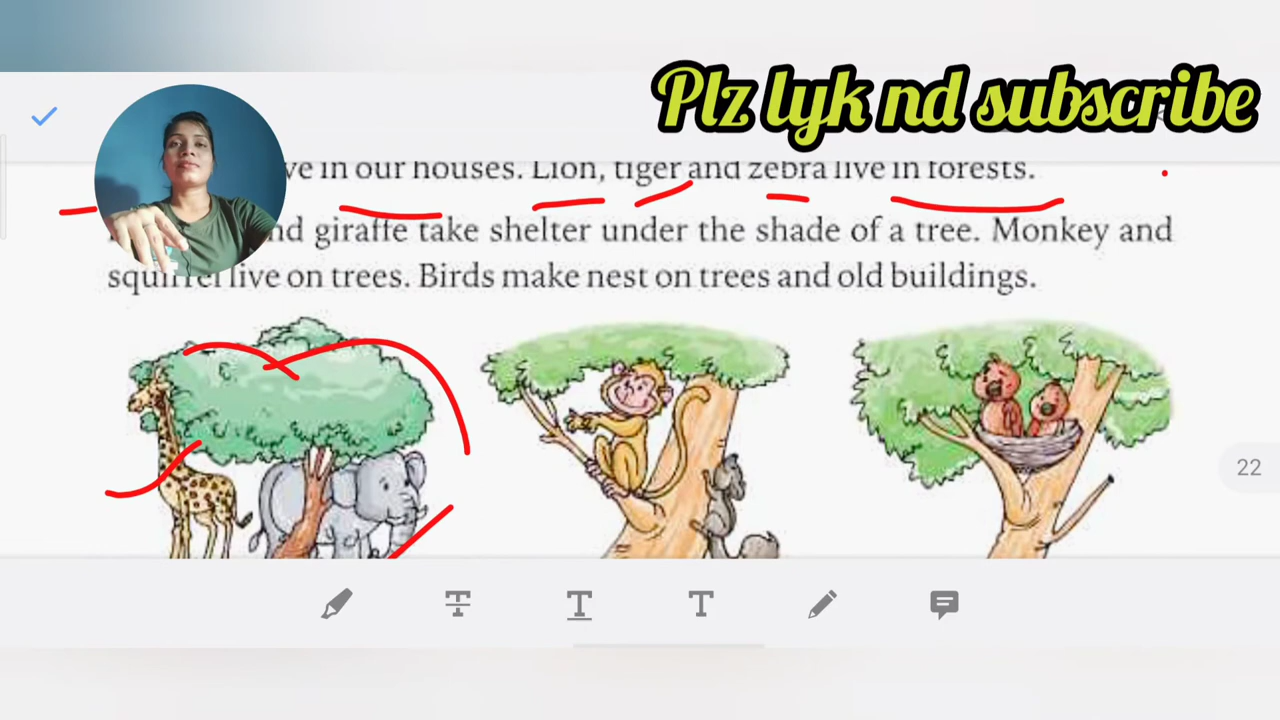 Plz lyk nd subscribe
ve in our houses. Lion, tiger and zebra live in forests.
nd giraffe take shelter under the shade of a tree. Monkey and
squirrel live on trees. Birds make nest on trees and old buildings.
22